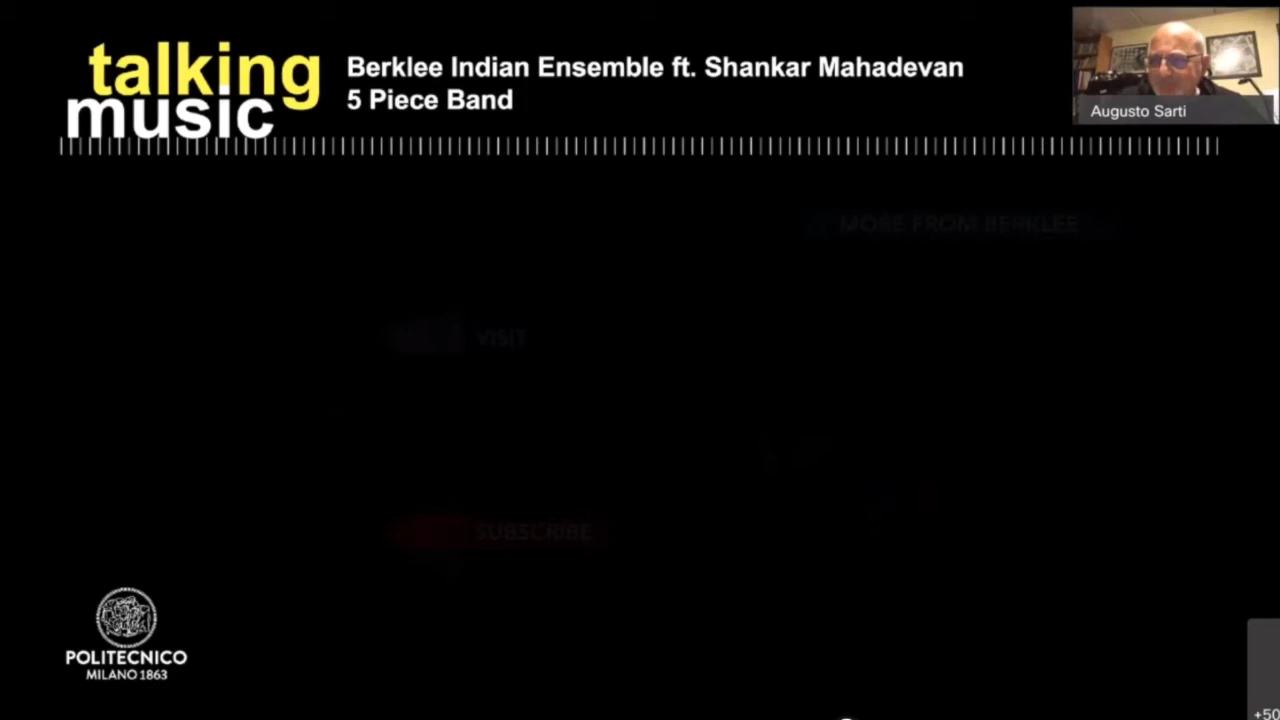 talking
music
Berklee Indian Ensemble ft. Shankar Mahadevan
5 Piece Band
Augusto Sarti
MORE FROM BERKLEE
VISIT
SUBSCRIBE
POLITECNICO
MILANO 1863
+50